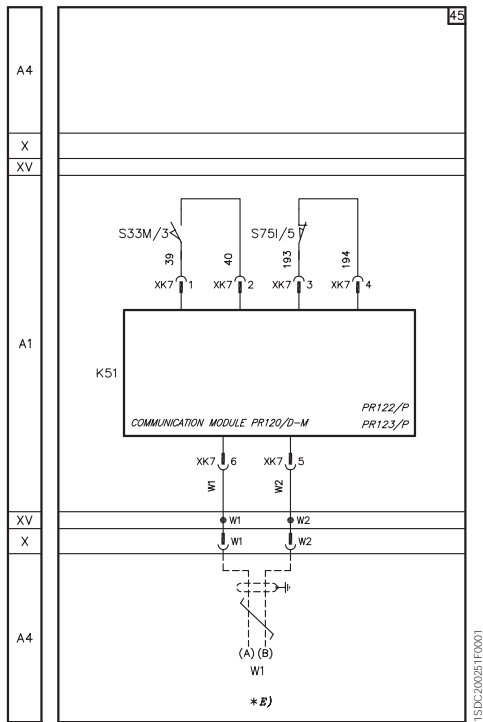 45
A4
X
XV
S33M/3
S75I/5
39
40
193
194
XK7 1
XK7 2
XK7 3
XK7 4
A1
K51
PR122/P
COMMUNICATION MODULE PR120/D-M
PR123/P
XK7 6
XK7 5
W1
W2
XV
W1
W2
X
W1
W2
A4
(A) (B)
W1
*E)
1SDC200251F0001